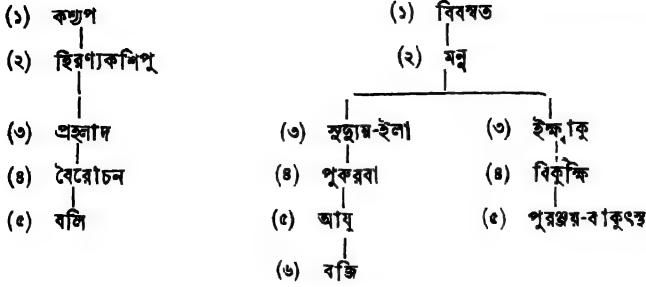 (১) কশ্যপ
(২) হিরণ্যকশিপু
(৩) প্রহ্লাদ
(৪) বৈরোচন
(৫) বলি
(১) বিবস্বত
(২) মনু
(৩) সুদ্যুম্ন-ইলা
(৪) পুরুরবা
(৫) আয়ু
(৬) রজি
(৩) ইক্ষ্বাকু
(৪) বিকুক্ষি
(৫) পুরঞ্জয়-বাকুৎস্থ